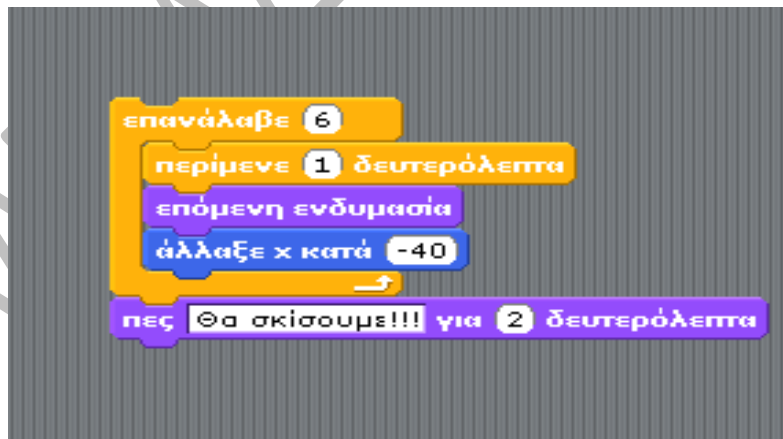 επανάλαβε 6
περίμενε 1 δευτερόλεπτα
επόμενη ενδυμασία
άλλαξε x κατά -40
πες Θα σκίσουμε!!! για 2 δευτερόλεπτα